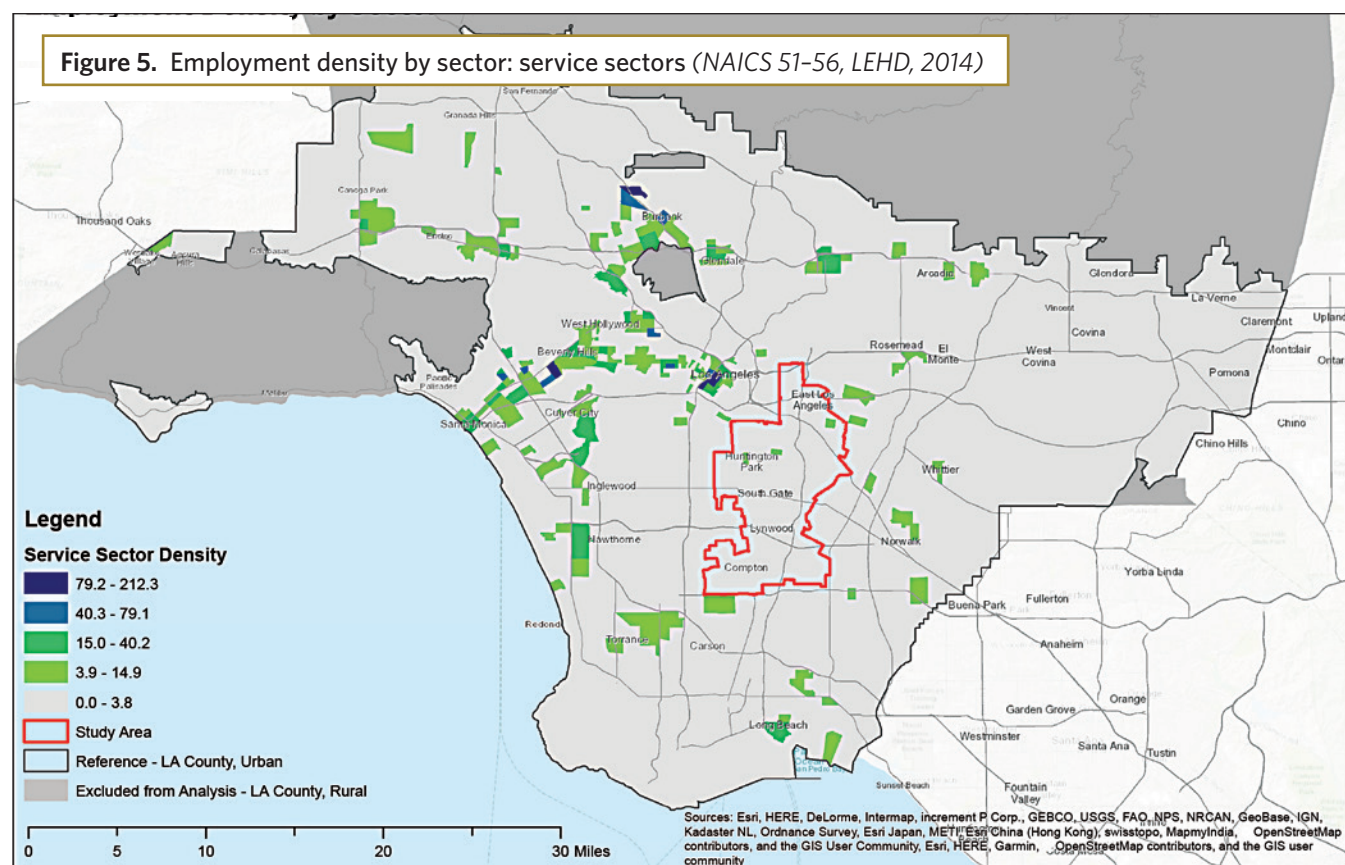 Figure 5. Employment density by sector: service sectors (NAICS 51–56, LEHD, 2014)
San Fernando
Granada Hills
Canoga Park
Thousand Oaks
Burbank
Encino
Calabasas
Agoura
Hills
Glendale
Arcadia
Glendora
La Verne
Vincent
Claremont
Upland
West Hollywood
Covina
Rosemead
El
Monte
West
Covina
Montclair
Ontar
Beverly Hills
Los Angeles
Pomona
Pacific
Palisades
East Los
Angeles
Culver City
Santa Monica
Chino
Chino Hills
Huntington
Park
Whittier
Inglewood
South Gate
Lynwood
Hawthorne
Norwalk
Compton
Yorba Linda
Fullerton
Buena Park
Redond
Anaheim
Torrance
Carson
Orange
Garden Grove
Long Beach
Westminster
Santa Ana
Tustin
Sunset Beach
Fountain
Valley
Legend
Service Sector Density
79.2 - 212.3
40.3 - 79.1
15.0 - 40.2
3.9 - 14.9
0.0 - 3.8
Study Area
Reference - LA County, Urban
Excluded from Analysis - LA County, Rural
0 5 10 20 30 Miles
Sources: Esri, HERE, DeLorme, Intermap, increment P Corp., GEBCO, USGS, FAO, NPS, NRCAN, GeoBase, IGN,
Kadaster NL, Ordnance Survey, Esri Japan, METI, Esri China (Hong Kong), swisstopo, MapmyIndia, OpenStreetMap
contributors, and the GIS User Community, Esri, HERE, Garmin, OpenStreetMap contributors, and the GIS user
community